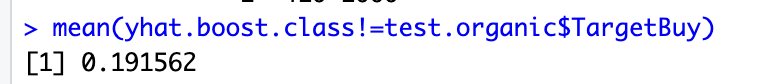 > mean(yhat.boost.class!=test.organic$TargetBuy)
[1] 0.191562